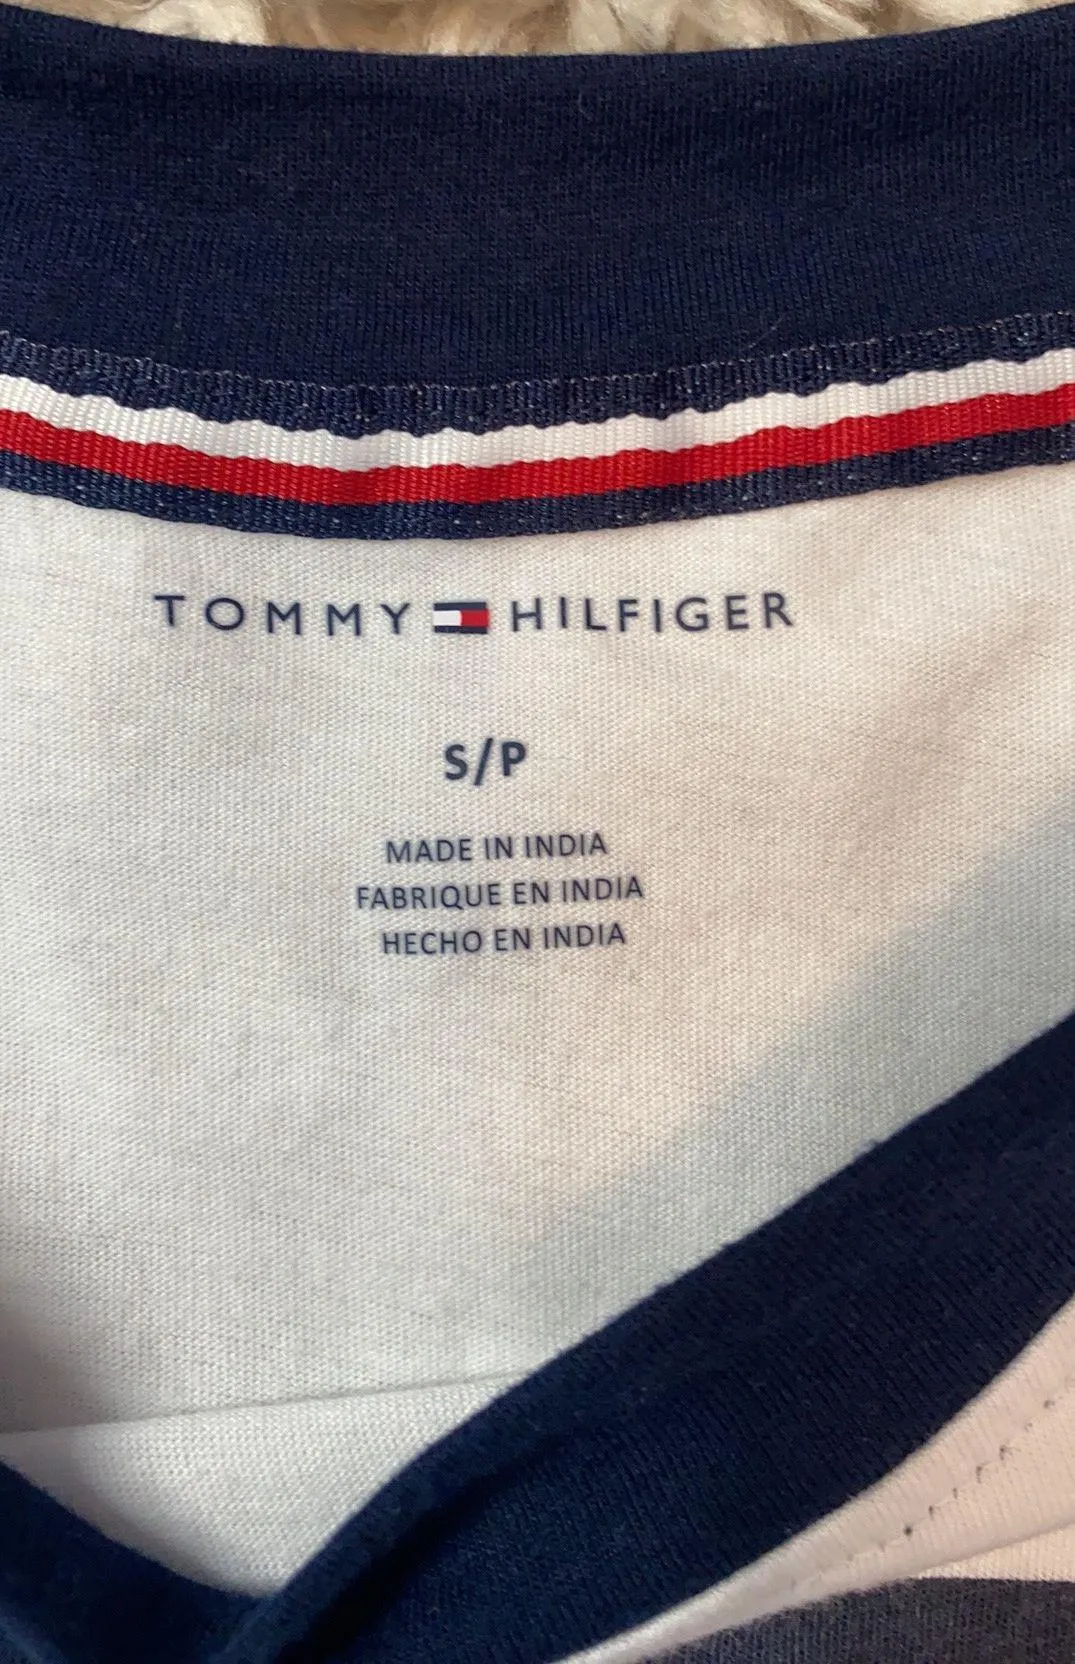 TOMMY HILFIGER
S/P
MADE IN INDIA
FABRIQUE EN INDIA
HECHO EN INDIA